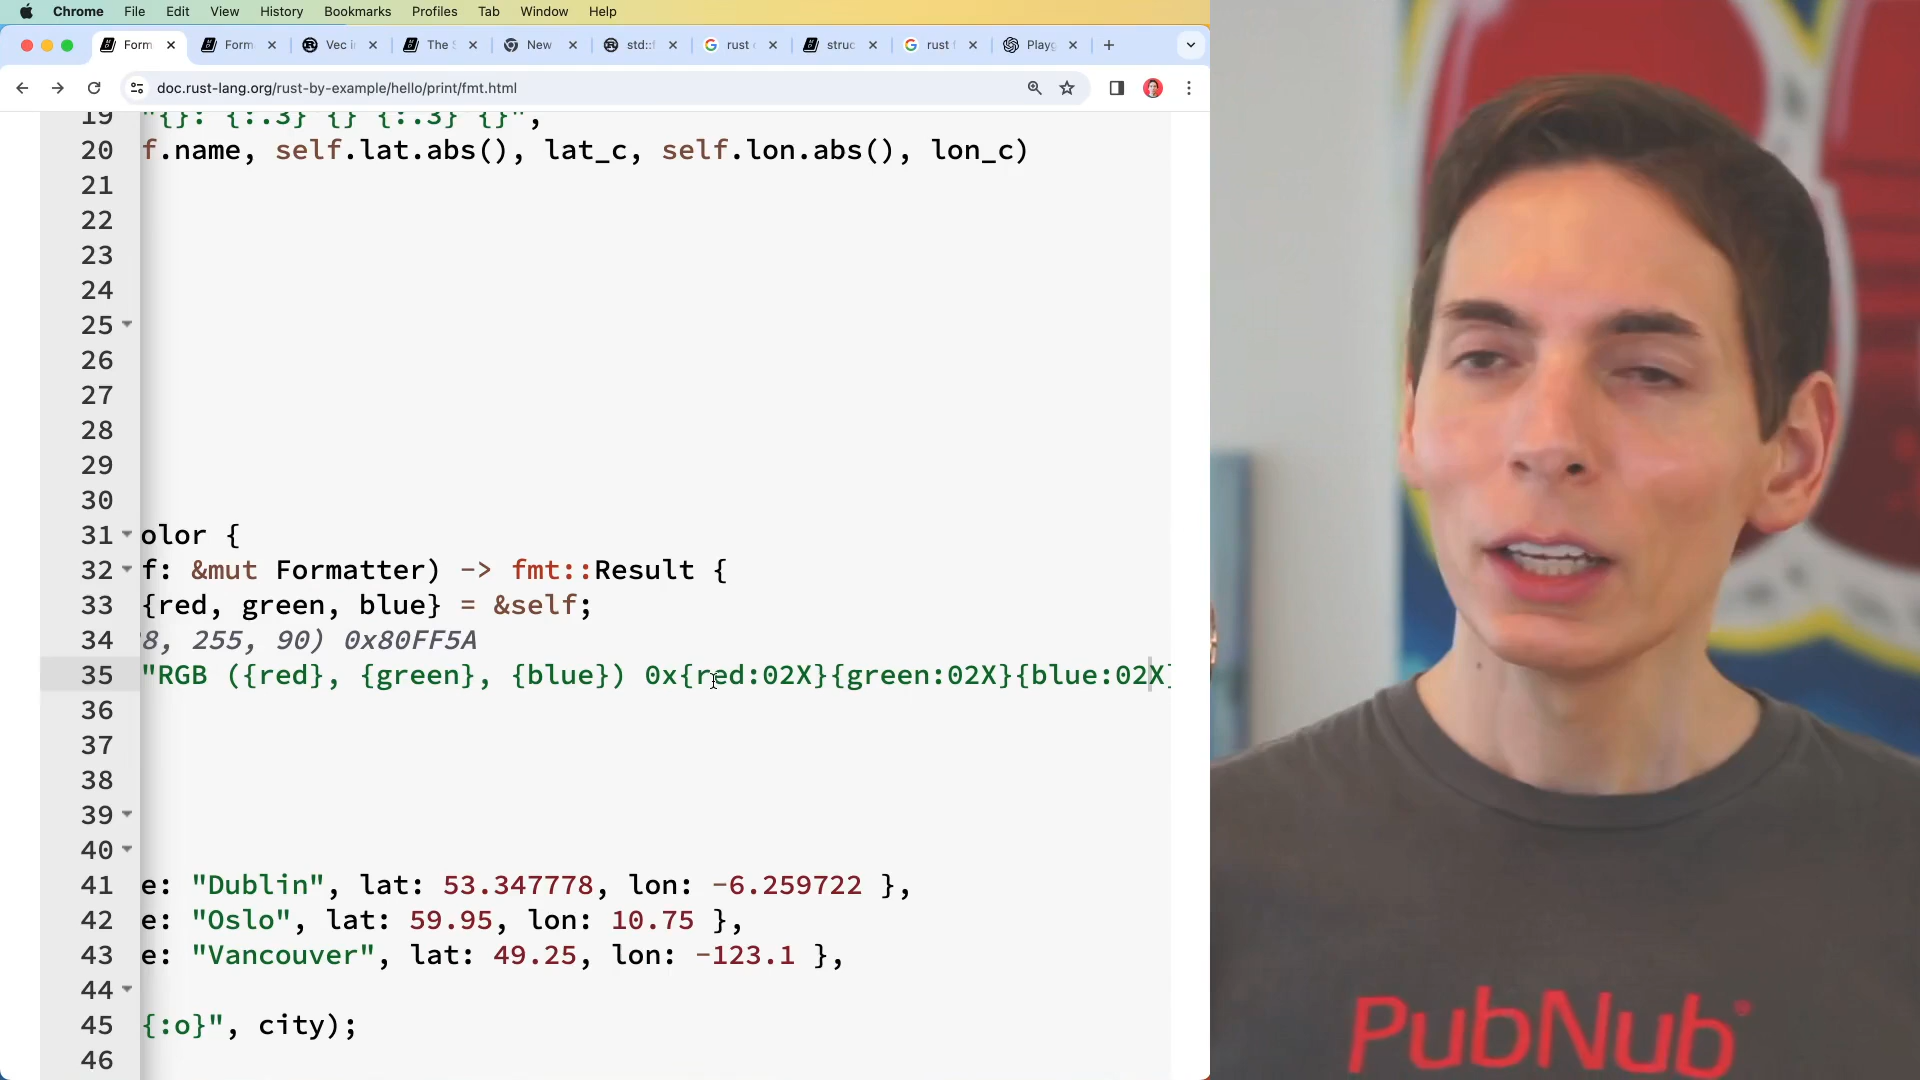 Chrome File Edit View History Bookmarks Profiles Tab Window Help
Form Form Vec i The S New std::f rust struc rust f Playg
doc.rust-lang.org/rust-by-example/hello/print/fmt.html
19 "{}: {:.3} {} {:.3} {}",
20 f.name, self.lat.abs(), lat_c, self.lon.abs(), lon_c)
21
22
23
24
25
26
27
28
29
30
31 olor {
32 f: &mut Formatter) -> fmt::Result {
33 {red, green, blue} = &self;
34 8, 255, 90) 0x80FF5A
35 "RGB ({red}, {green}, {blue}) 0x{red:02X}{green:02X}{blue:02X}
36
37
38
39
40
41 e: "Dublin", lat: 53.347778, lon: -6.259722 },
42 e: "Oslo", lat: 59.95, lon: 10.75 },
43 e: "Vancouver", lat: 49.25, lon: -123.1 },
44
45 {:o}", city);
46
PubNub®